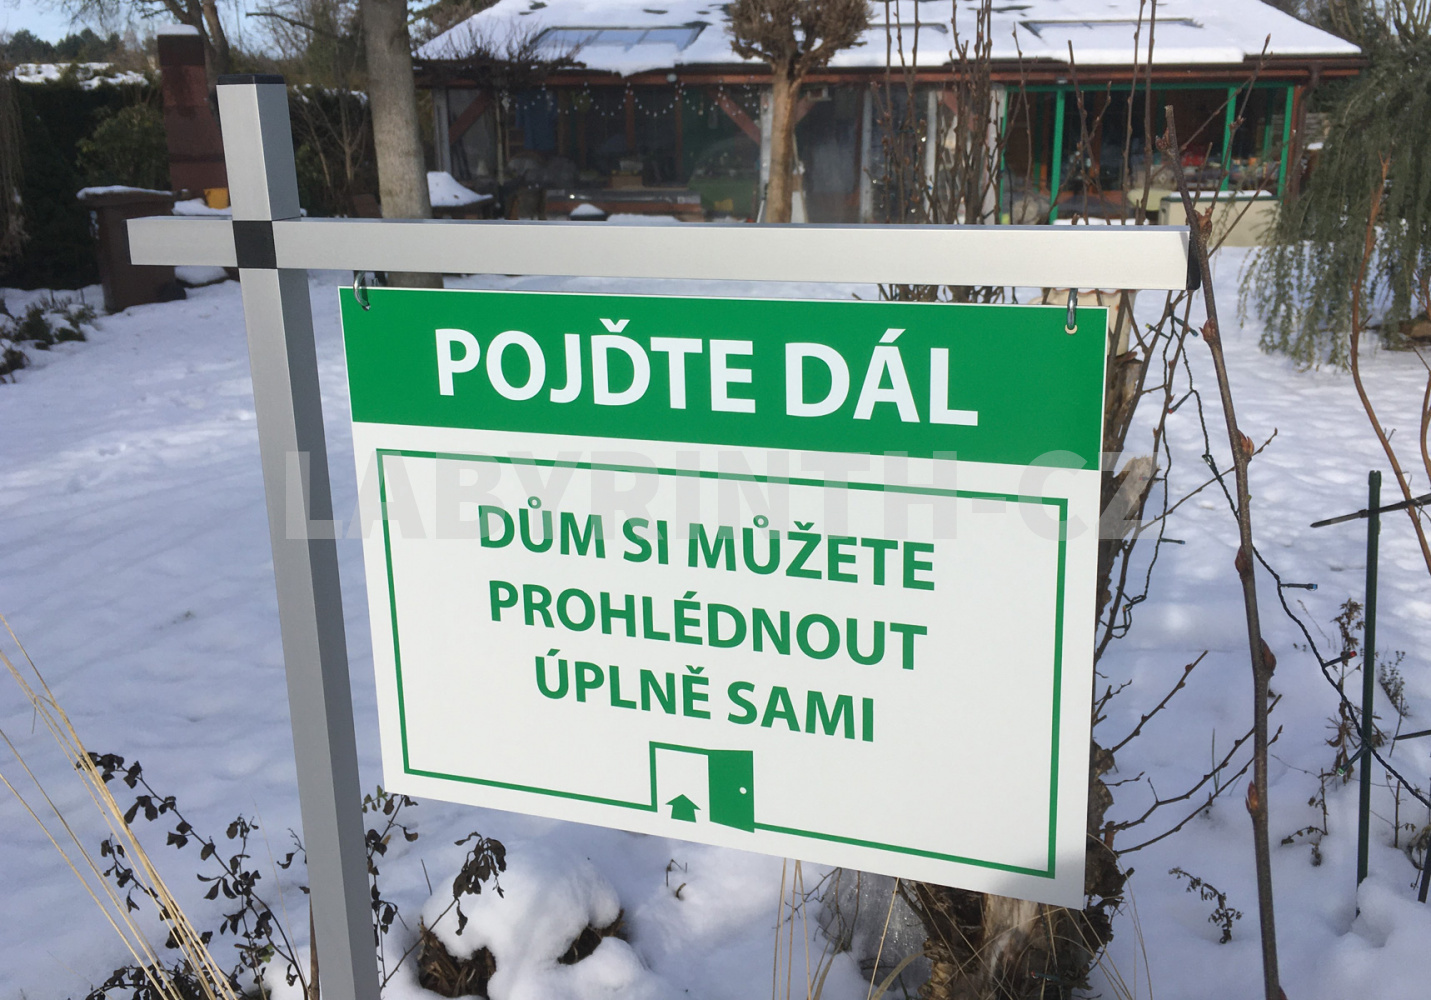 POJĎTE DÁL
LABYRINTH-CZ
DŮM SI MŮŽETE
PROHLÉDNOUT
ÚPLNĚ SAMI